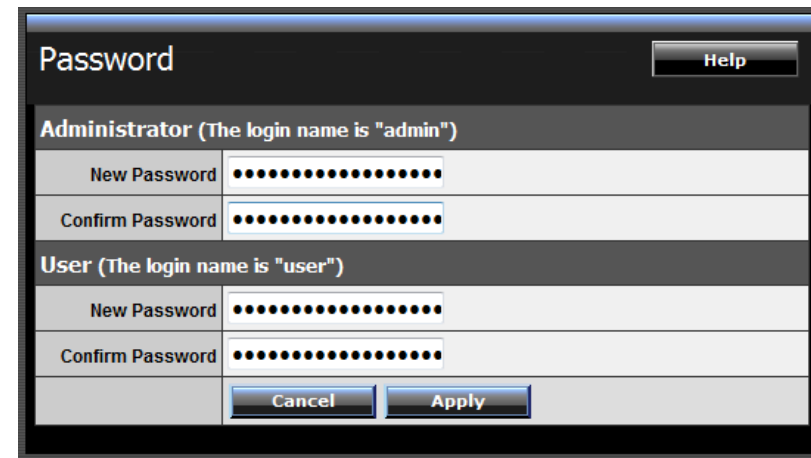 Password
Help
Administrator (The login name is "admin")
New Password ••••••••••••••••••
Confirm Password ••••••••••••••••••
User (The login name is "user")
New Password ••••••••••••••••••
Confirm Password ••••••••••••••••••
Cancel Apply